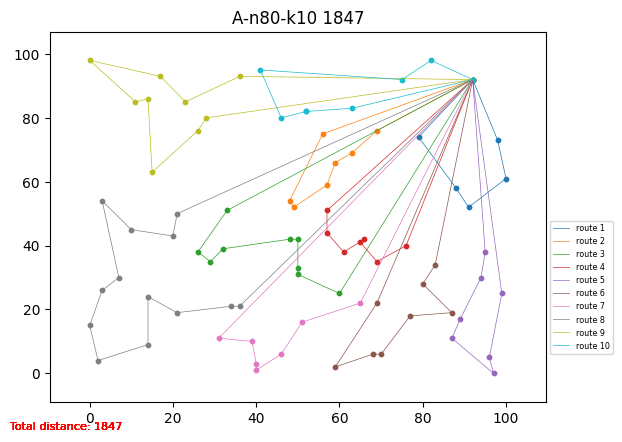 A-n80-k10 1847
100
80
60
40
20
0
0 20 40 60 80 100
route 1
route 2
route 3
route 4
route 5
route 6
route 7
route 8
route 9
route 10
Total distance: 1847